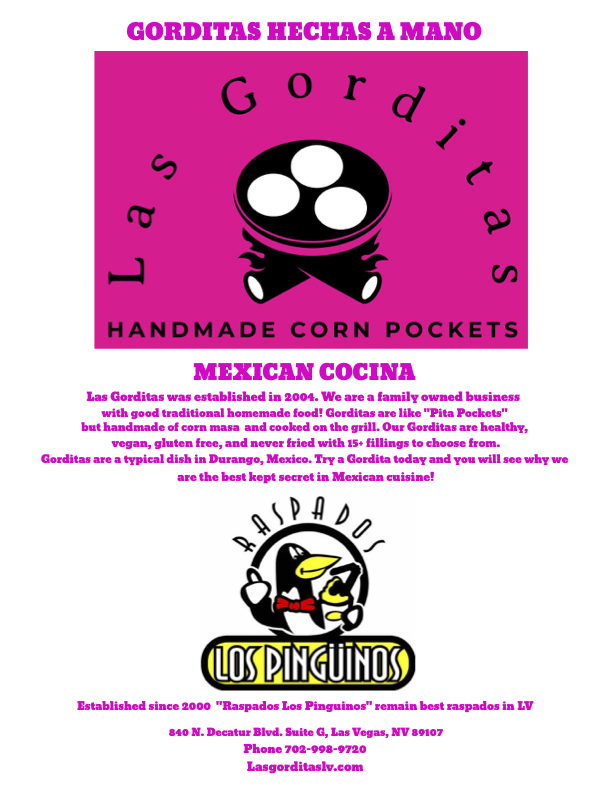 GORDITAS HECHAS A MANO
Las Gorditas
HANDMADE CORN POCKETS
MEXICAN COCINA
Las Gorditas was established in 2004. We are a family owned business
with good traditional homemade food! Gorditas are like "Pita Pockets"
but handmade of corn masa and cooked on the grill. Our Gorditas are healthy,
vegan, gluten free, and never fried with 15+ fillings to choose from.
Gorditas are a typical dish in Durango, Mexico. Try a Gordita today and you will see why we
are the best kept secret in Mexican cuisine!
RASPADOS
LOS PINGÜINOS
Established since 2000 "Raspados Los Pinguinos" remain best raspados in LV
840 N. Decatur Blvd. Suite G, Las Vegas, NV 89107
Phone 702-998-9720
Lasgorditaslv.com